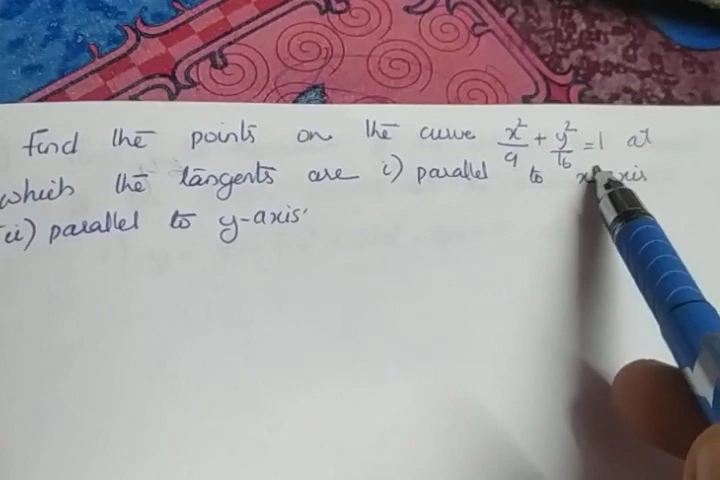 Find the points on the curve x²/9 + y²/16 = 1 at
which the tangents are i) parallel to x-axis
ii) parallel to y-axis.